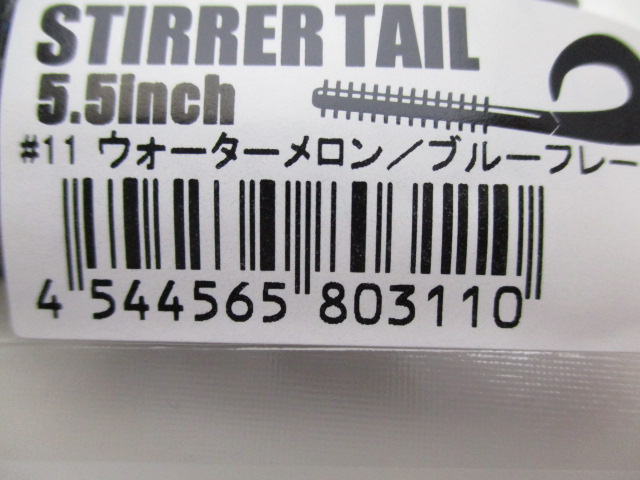 STIRRER TAIL
5.5inch
#11 ウォーターメロン／ブルーフレー
4 544565 803110